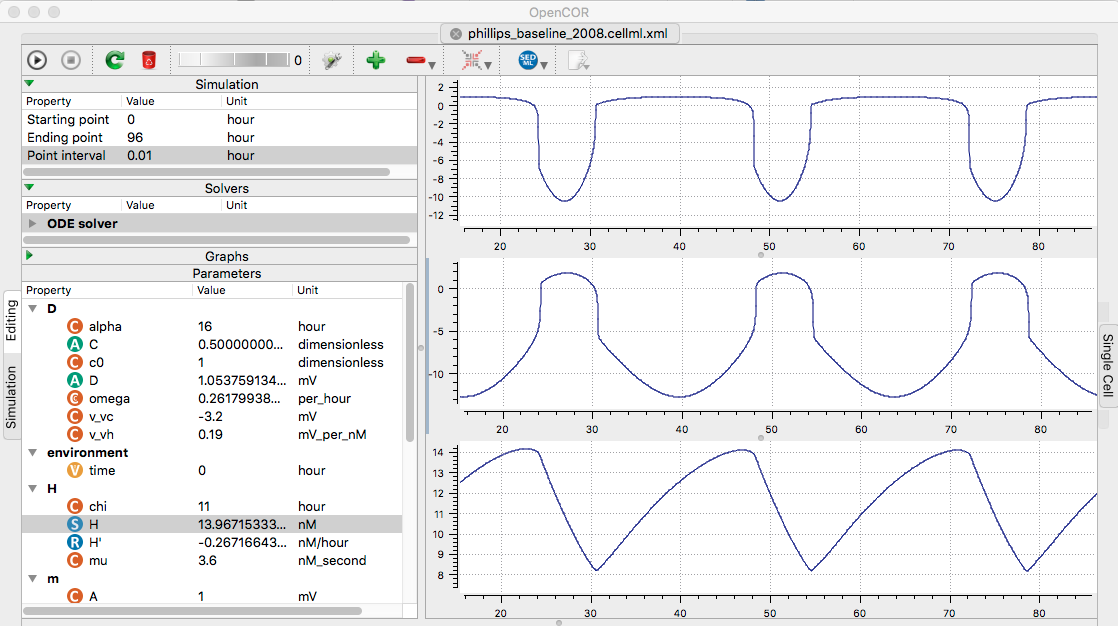 OpenCOR
phillips_baseline_2008.cellml.xml
0
SED
ML
Simulation
Property Value Unit
Starting point 0 hour
Ending point 96 hour
Point interval 0.01 hour
Solvers
Property Value Unit
ODE solver
Graphs
Parameters
Property Value Unit
D
C alpha 16 hour
A C 0.50000000... dimensionless
C c0 1 dimensionless
A D 1.053759134... mV
C omega 0.26179938... per_hour
C v_vc -3.2 mV
C v_vh 0.19 mV_per_nM
environment
V time 0 hour
H
C chi 11 hour
S H 13.96715333... nM
R H' -0.26716643... nM/hour
C mu 3.6 nM_second
m
C A 1 mV
Editing
Simulation
2
0
-2
-4
-6
-8
-10
-12
20 30 40 50 60 70 80
0
-5
-10
20 30 40 50 60 70 80
14
13
12
11
10
9
8
20 30 40 50 60 70 80
Single Cell